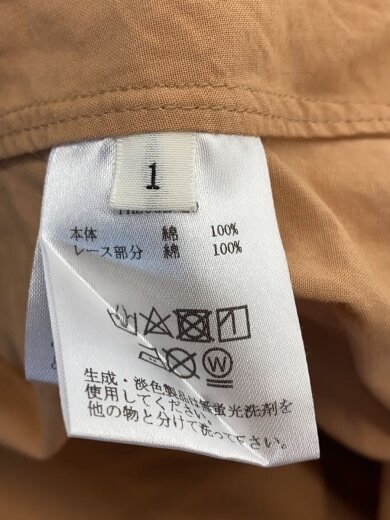 1
本体 綿 100%
レース部分 綿 100%
W
生成・淡色製品は無蛍光洗剤を
使用してください。
他の物と分けて洗って下さい。